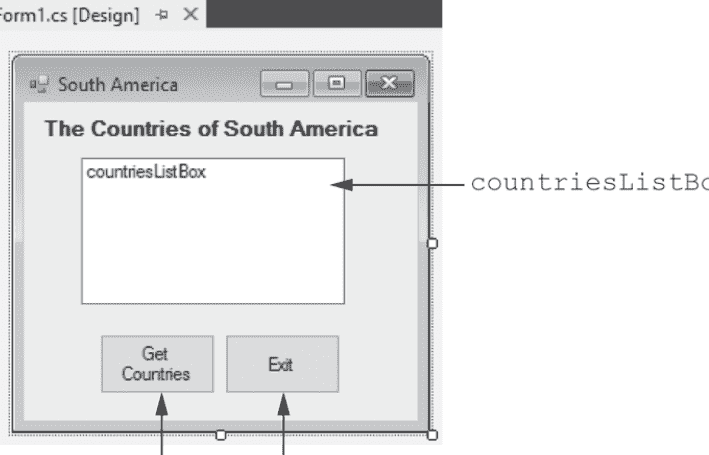 Form1.cs [Design]
South America
The Countries of South America
countriesListBox
countriesListBo
Get
Countries
Exit